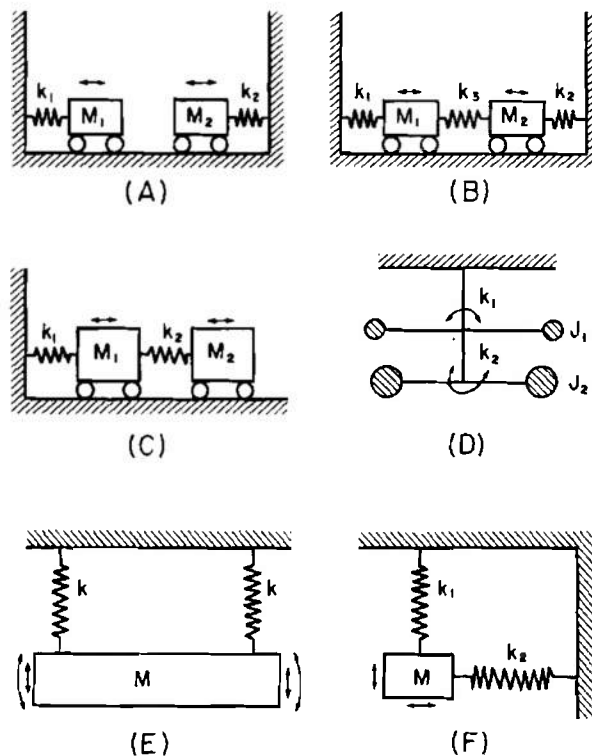 k₁ M₁ M₂ k₂
(A)
k₁ M₁ k₃ M₂ k₂
(B)
k₁ M₁ k₂ M₂
(C)
k₁
J₁
k₂
J₂
(D)
k k
M
(E)
k₁
M k₂
(F)